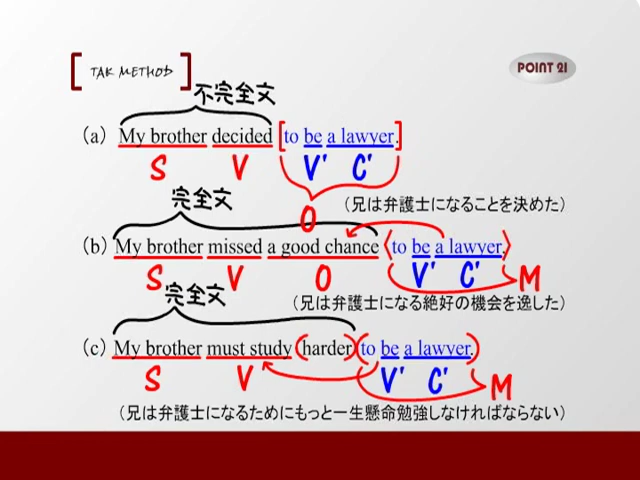 TAK METHOD
POINT 21
不完全文
(a) My brother decided [to be a lawyer.]
S V V' C'
O
(兄は弁護士になることを決めた)
完全文
(b) My brother missed a good chance 〈to be a lawyer.〉
S V O V' C' M
(兄は弁護士になる絶好の機会を逸した)
完全文
(c) My brother must study (harder)(to be a lawyer.)
S V V' C' M
(兄は弁護士になるためにもっと一生懸命勉強しなければならない)